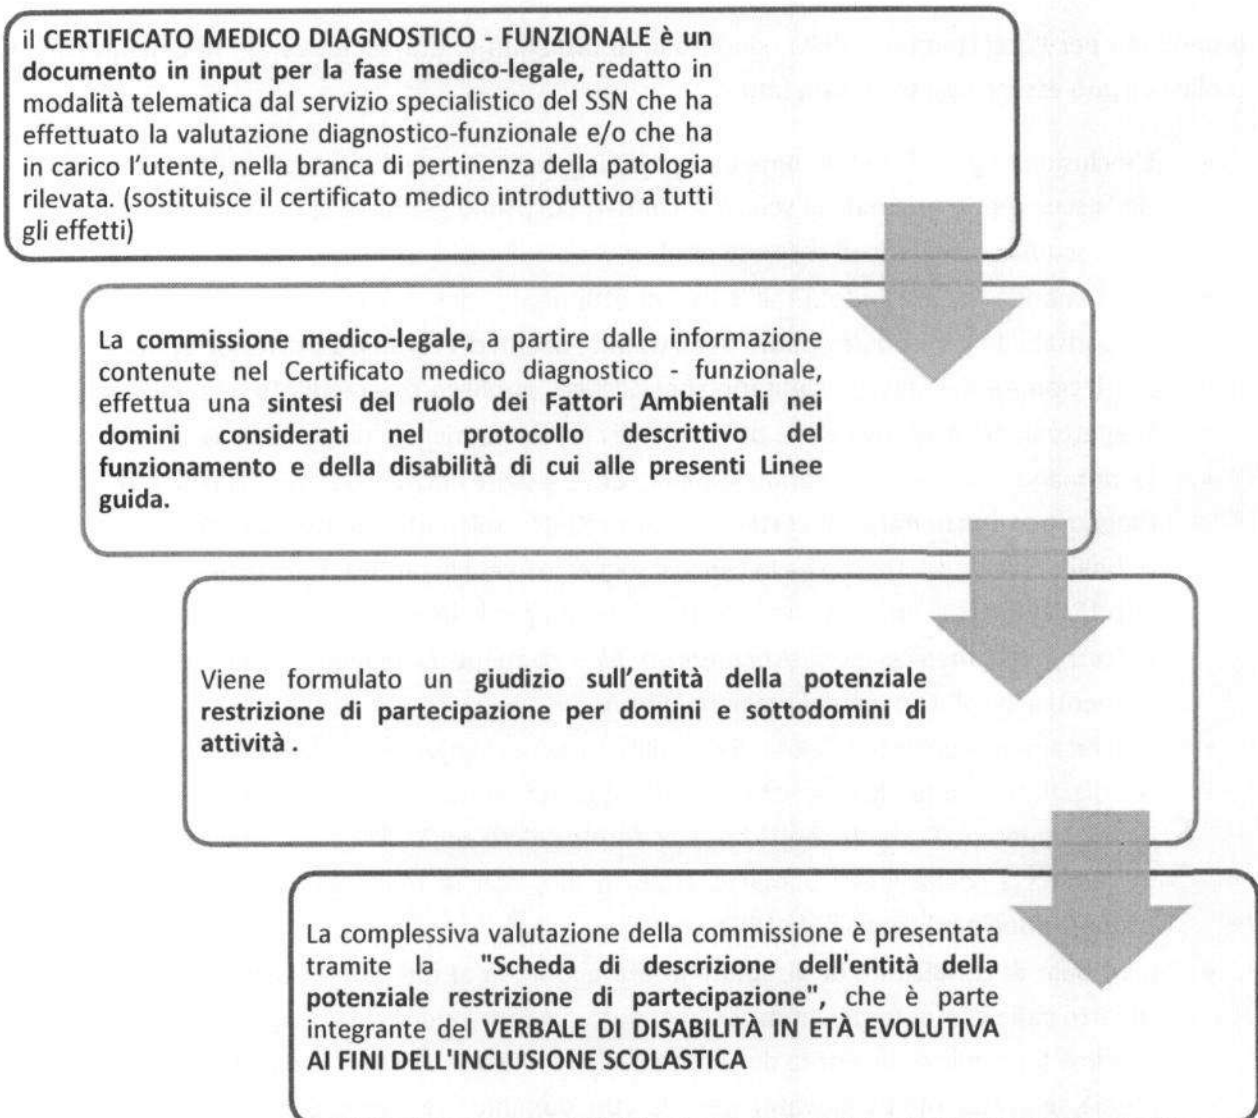 il CERTIFICATO MEDICO DIAGNOSTICO - FUNZIONALE è un
documento in input per la fase medico-legale, redatto in
modalità telematica dal servizio specialistico del SSN che ha
effettuato la valutazione diagnostico-funzionale e/o che ha
in carico l'utente, nella branca di pertinenza della patologia
rilevata. (sostituisce il certificato medico introduttivo a tutti
gli effetti)
La commissione medico-legale, a partire dalle informazione
contenute nel Certificato medico diagnostico - funzionale,
effettua una sintesi del ruolo dei Fattori Ambientali nei
domini considerati nel protocollo descrittivo del
funzionamento e della disabilità di cui alle presenti Linee
guida.
Viene formulato un giudizio sull'entità della potenziale
restrizione di partecipazione per domini e sottodomini di
attività .
La complessiva valutazione della commissione è presentata
tramite la "Scheda di descrizione dell'entità della
potenziale restrizione di partecipazione", che è parte
integrante del VERBALE DI DISABILITÀ IN ETÀ EVOLUTIVA
AI FINI DELL'INCLUSIONE SCOLASTICA